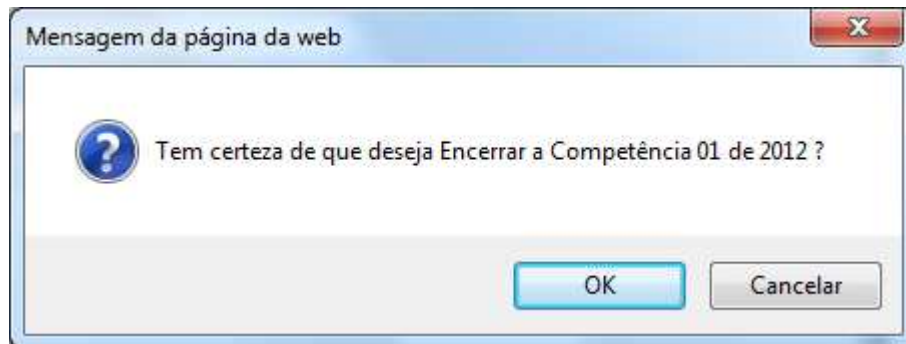 Mensagem da página da web
Tem certeza de que deseja Encerrar a Competência 01 de 2012 ?
OK
Cancelar